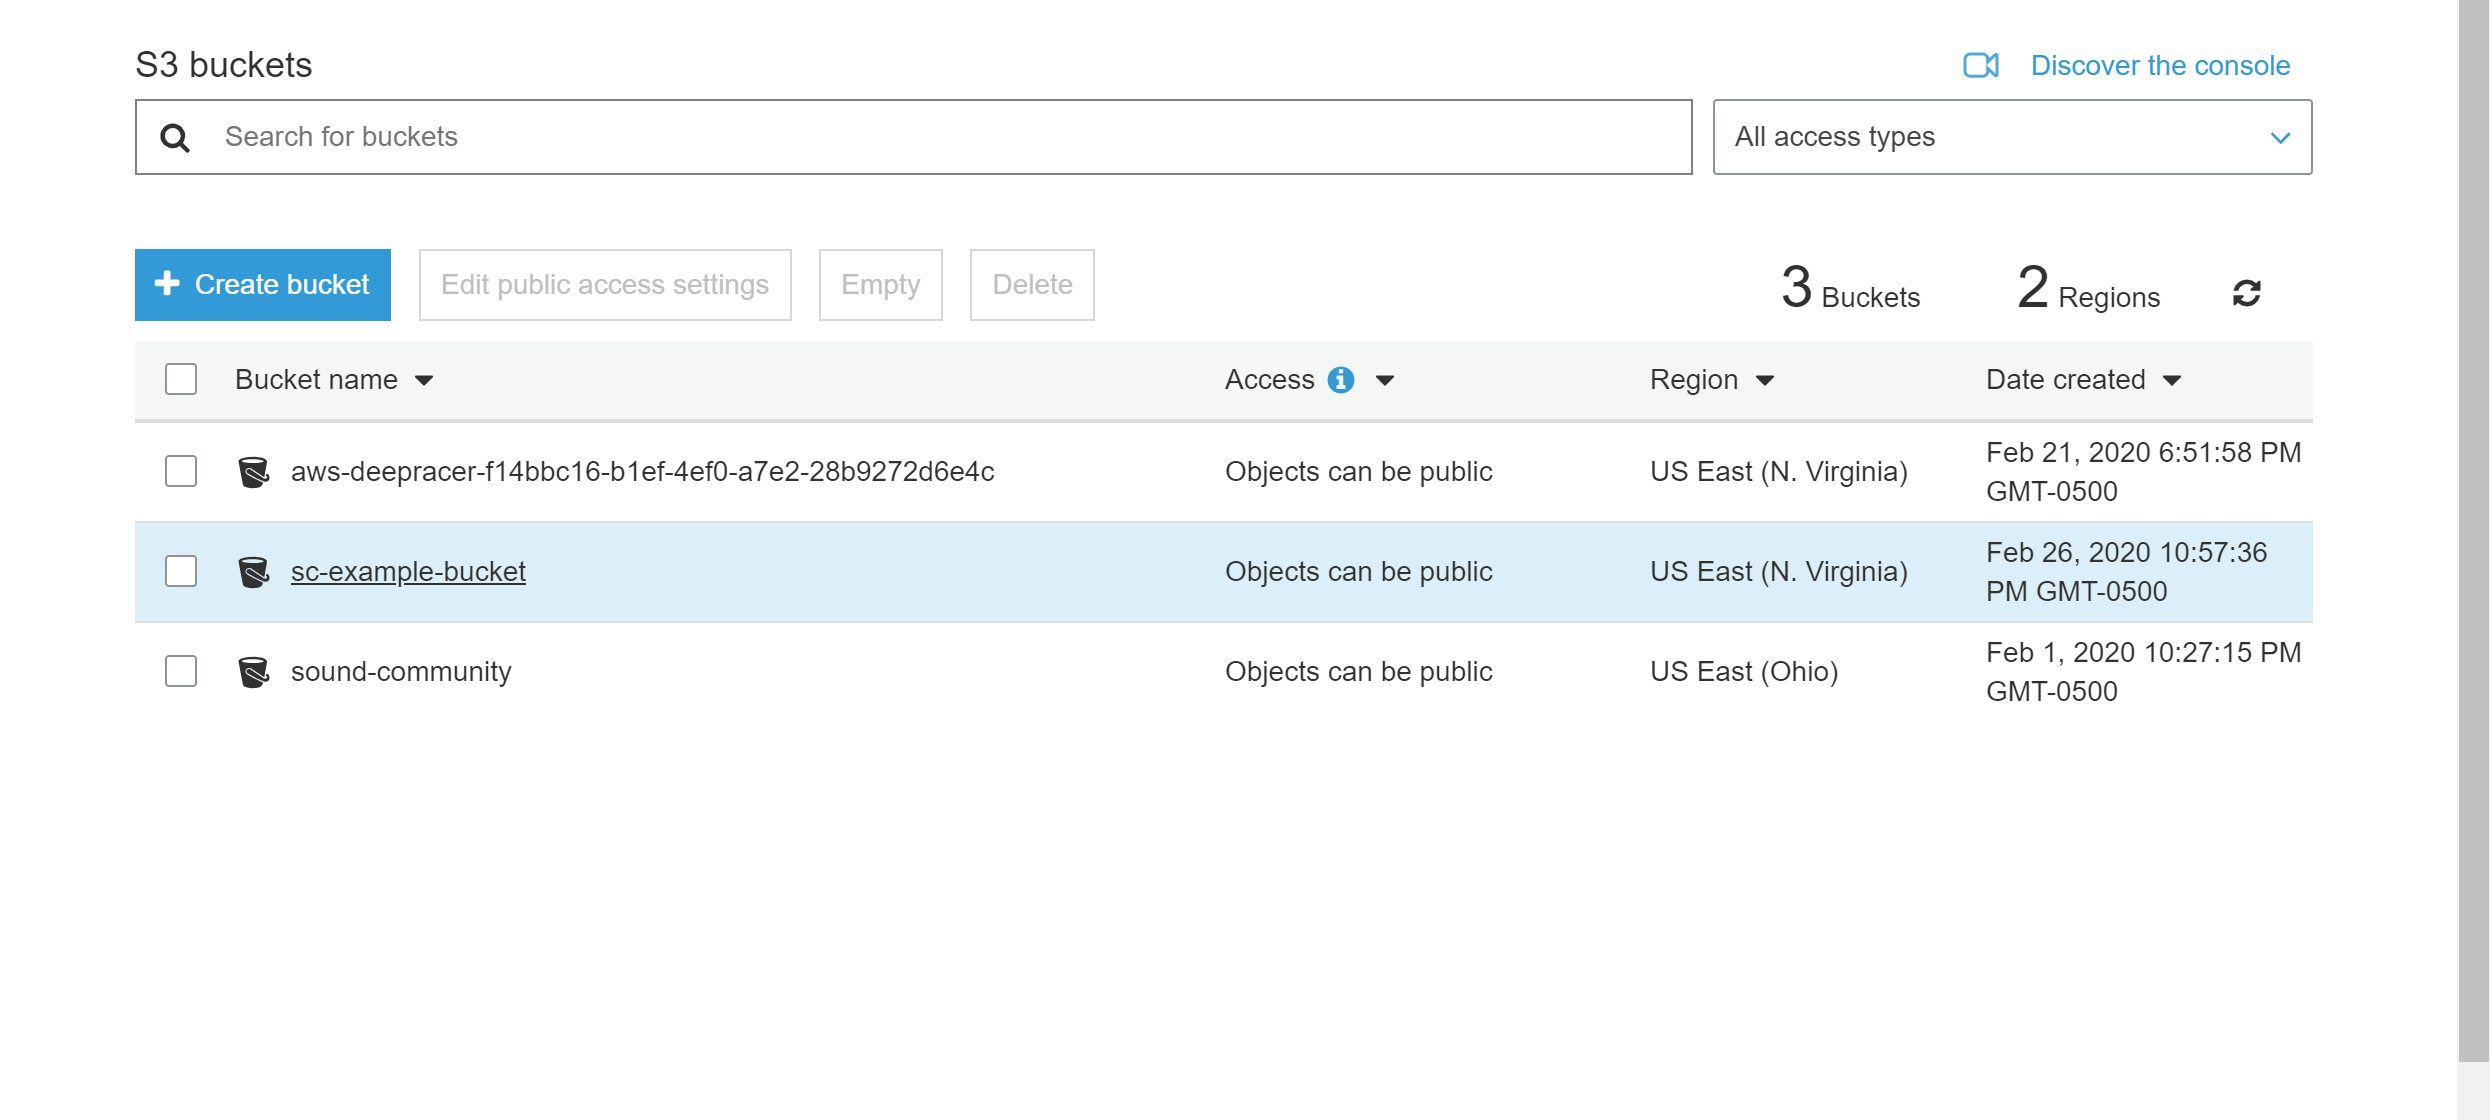 S3 buckets
Discover the console
Search for buckets
All access types
Create bucket
Edit public access settings
Empty
Delete
3 Buckets
2 Regions
Bucket name
Access
Region
Date created
aws-deepracer-f14bbc16-b1ef-4ef0-a7e2-28b9272d6e4c
Objects can be public
US East (N. Virginia)
Feb 21, 2020 6:51:58 PM
GMT-0500
sc-example-bucket
Objects can be public
US East (N. Virginia)
Feb 26, 2020 10:57:36
PM GMT-0500
sound-community
Objects can be public
US East (Ohio)
Feb 1, 2020 10:27:15 PM
GMT-0500